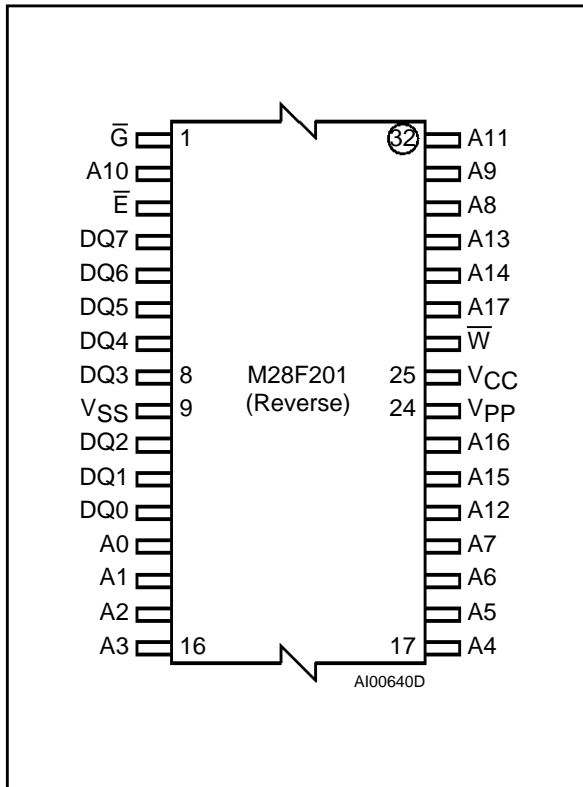 G̅ 1 32 A11
A10 A9
E̅ A8
DQ7 A13
DQ6 A14
DQ5 A17
DQ4 W̅
DQ3 8 M28F201 25 VCC
VSS 9 (Reverse) 24 VPP
DQ2 A16
DQ1 A15
DQ0 A12
A0 A7
A1 A6
A2 A5
A3 16 17 A4
AI00640D